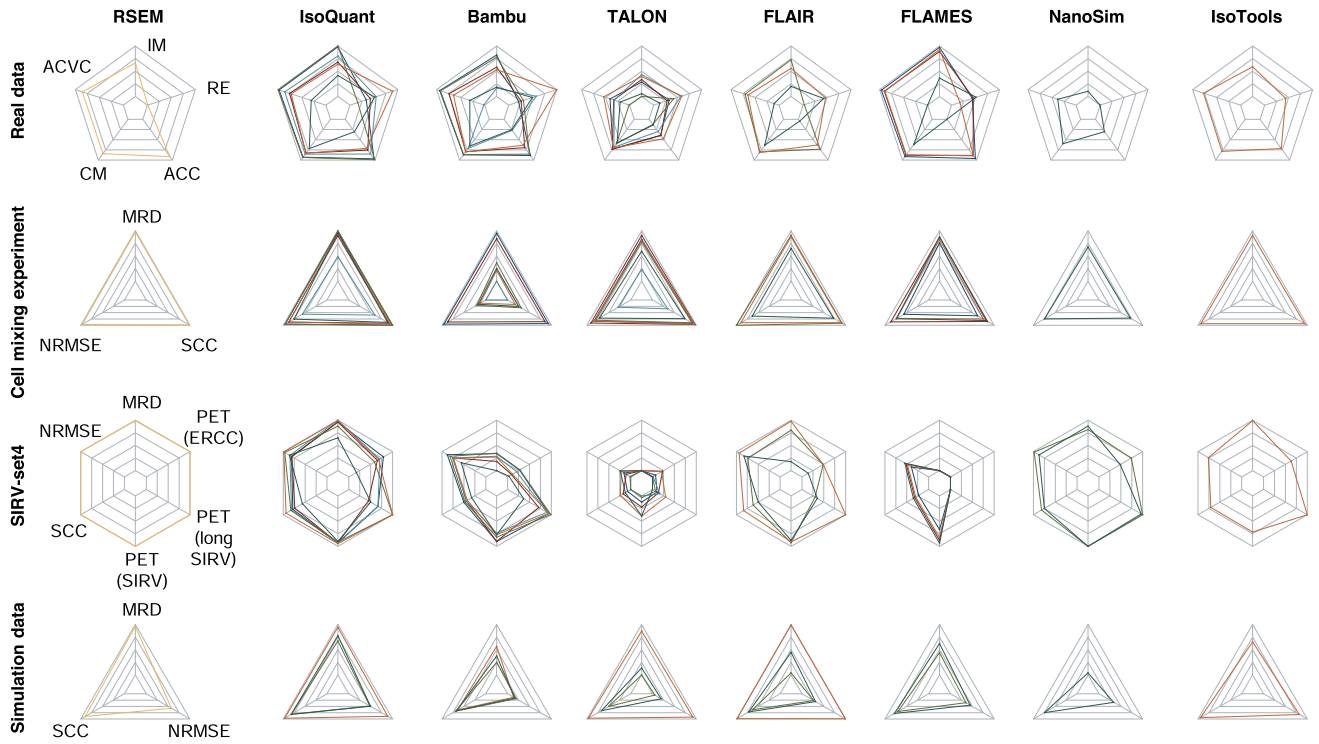 RSEM
IsoQuant
Bambu
TALON
FLAIR
FLAMES
NanoSim
IsoTools
Real data
IM
ACVC
RE
CM
ACC
Cell mixing experiment
MRD
NRMSE
SCC
SIRV-set4
MRD
NRMSE
PET
(ERCC)
SCC
PET
(long
SIRV)
PET
(SIRV)
Simulation data
MRD
SCC
NRMSE